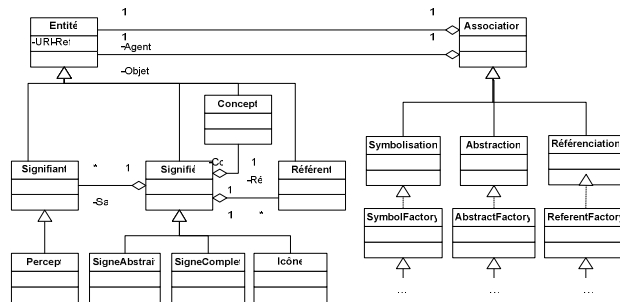 Entité
1
1
Association
-URI-Ref
1
1
-Agent
-Objet
Concept
Symbolisation
Abstraction
Référenciation
Signifiant
*
1
Signifié
-Co
1
Référent
-Ré
1
-Sa
1
*
SymbolFactory
AbstractFactory
ReferentFactory
Percept
SigneAbstrait
SigneComplet
Icône
...
...
...